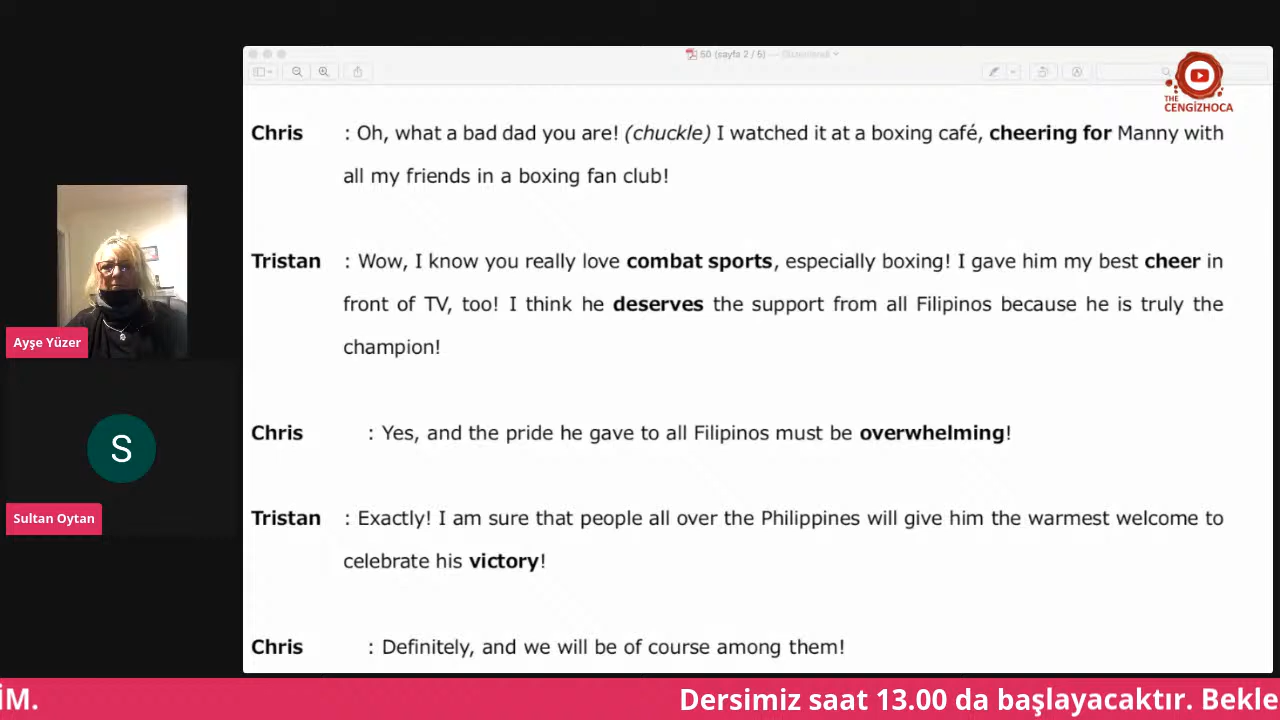 50 (sayfa 2 / 5) — Düzenlendi
THE
CENGİZHOCA
Chris : Oh, what a bad dad you are! (chuckle) I watched it at a boxing café, cheering for Manny with
all my friends in a boxing fan club!
Tristan : Wow, I know you really love combat sports, especially boxing! I gave him my best cheer in
front of TV, too! I think he deserves the support from all Filipinos because he is truly the
champion!
Chris : Yes, and the pride he gave to all Filipinos must be overwhelming!
Tristan : Exactly! I am sure that people all over the Philippines will give him the warmest welcome to
celebrate his victory!
Chris : Definitely, and we will be of course among them!
Ayşe Yüzer
S
Sultan Oytan
İM. Dersimiz saat 13.00 da başlayacaktır. Bekle